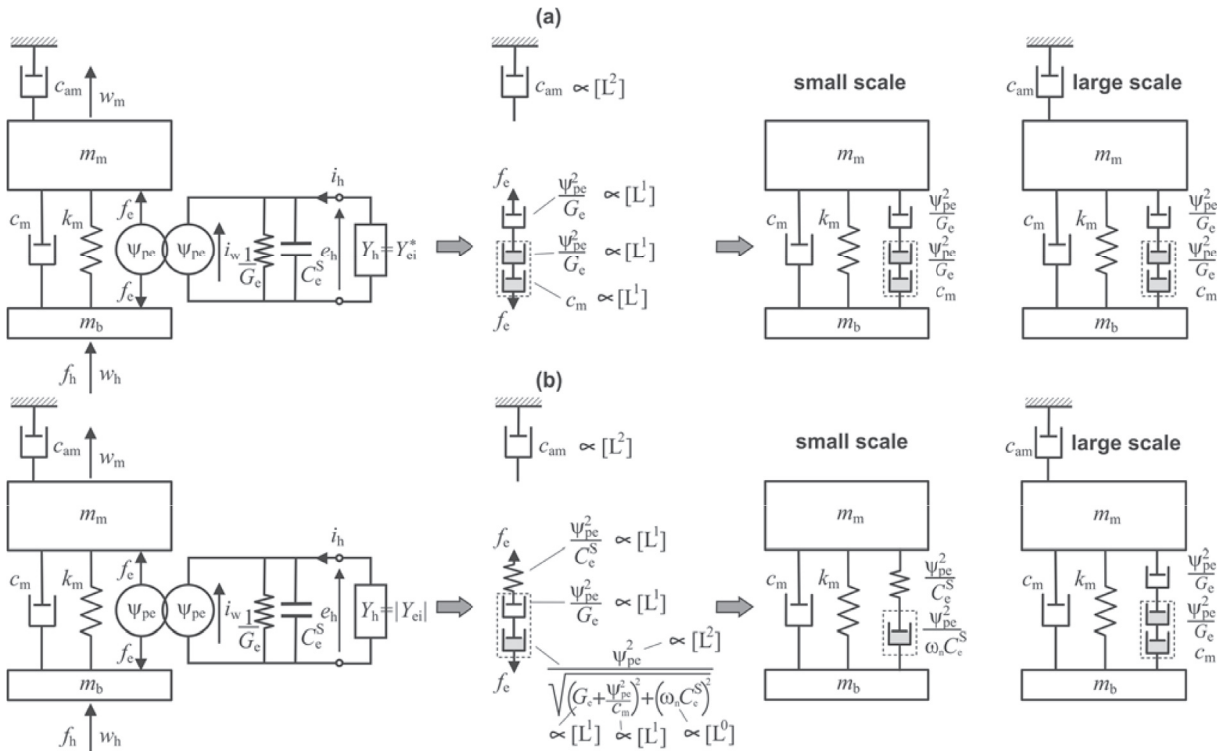 (a)
c_am
w_m
m_m
c_m
k_m
f_e
f_e
Ψ_pe
Ψ_pe
i_w
1/G_e
C_e^S
e_h
i_h
Y_h=Y_ei^*
m_b
f_h
w_h
c_am ∝[L^2]
f_e
Ψ_pe^2/G_e ∝[L^1]
Ψ_pe^2/G_e ∝[L^1]
c_m ∝[L^1]
f_e
small scale
m_m
c_m
k_m
Ψ_pe^2/G_e
Ψ_pe^2/G_e
c_m
m_b
large scale
c_am
m_m
c_m
k_m
Ψ_pe^2/G_e
Ψ_pe^2/G_e
c_m
m_b
(b)
c_am
w_m
m_m
c_m
k_m
f_e
f_e
Ψ_pe
Ψ_pe
i_w
1/G_e
C_e^S
e_h
i_h
Y_h=|Y_ei|
m_b
f_h
w_h
c_am ∝[L^2]
f_e
Ψ_pe^2/C_e^S ∝[L^1]
Ψ_pe^2/G_e ∝[L^1]
f_e
Ψ_pe^2/√((G_e+Ψ_pe^2/c_m)^2+(ω_n C_e^S)^2)
∝[L^2]
∝[L^1] ∝[L^1] ∝[L^0]
small scale
m_m
c_m
k_m
Ψ_pe^2/C_e^S
Ψ_pe^2/ω_n C_e^S
m_b
large scale
c_am
m_m
c_m
k_m
Ψ_pe^2/G_e
Ψ_pe^2/G_e
c_m
m_b